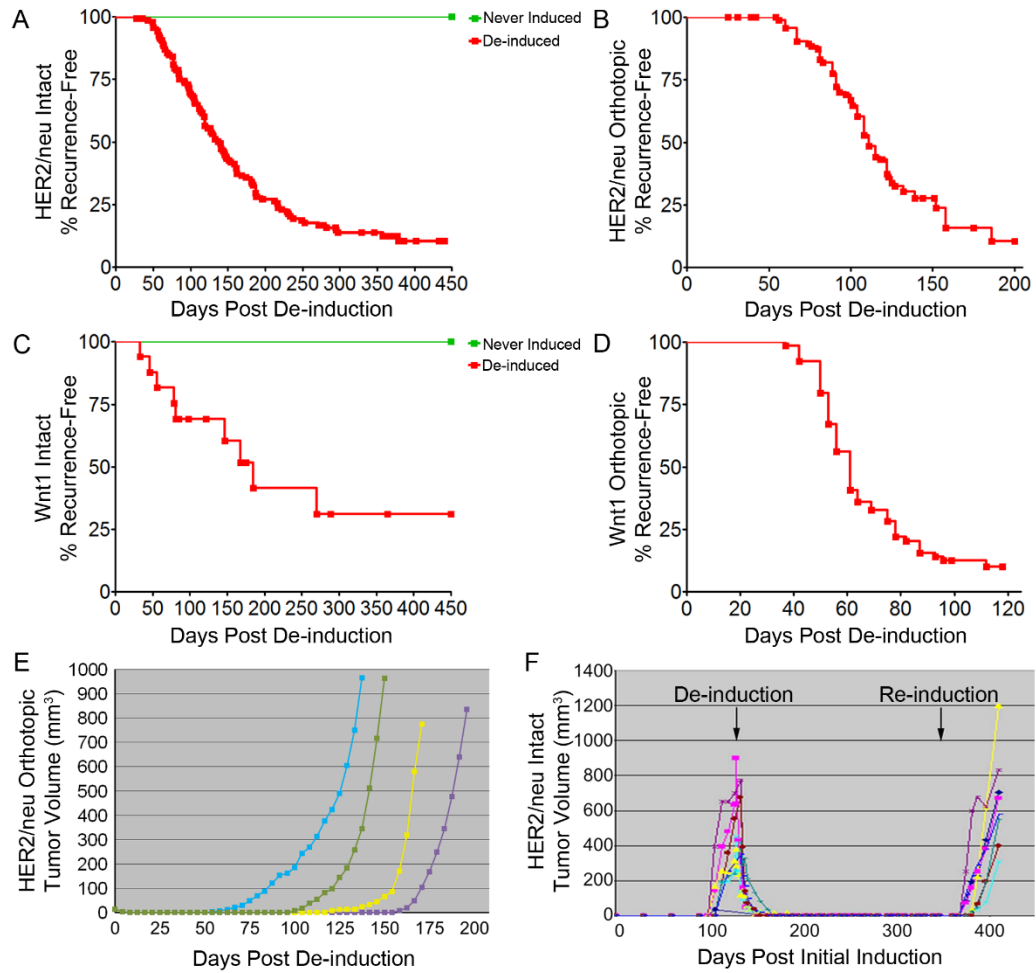 A
HER2/neu Intact
% Recurrence-Free
100
75
50
25
0
0 50 100 150 200 250 300 350 400 450
Days Post De-induction
Never Induced
De-induced
B
HER2/neu Orthotopic
% Recurrence-Free
100
75
50
25
0
0 50 100 150 200
Days Post De-induction
C
Wnt1 Intact
% Recurrence-Free
100
75
50
25
0
0 50 100 150 200 250 300 350 400 450
Days Post De-induction
Never Induced
De-induced
D
Wnt1 Orthotopic
% Recurrence-Free
100
75
50
25
0
0 20 40 60 80 100 120
Days Post De-induction
E
HER2/neu Orthotopic
Tumor Volume (mm³)
1000
900
800
700
600
500
400
300
200
100
0
0 25 50 75 100 125 150 175 200
Days Post De-induction
F
HER2/neu Intact
Tumor Volume (mm³)
1400
1200
1000
800
600
400
200
0
0 100 200 300 400
Days Post Initial Induction
De-induction
Re-induction